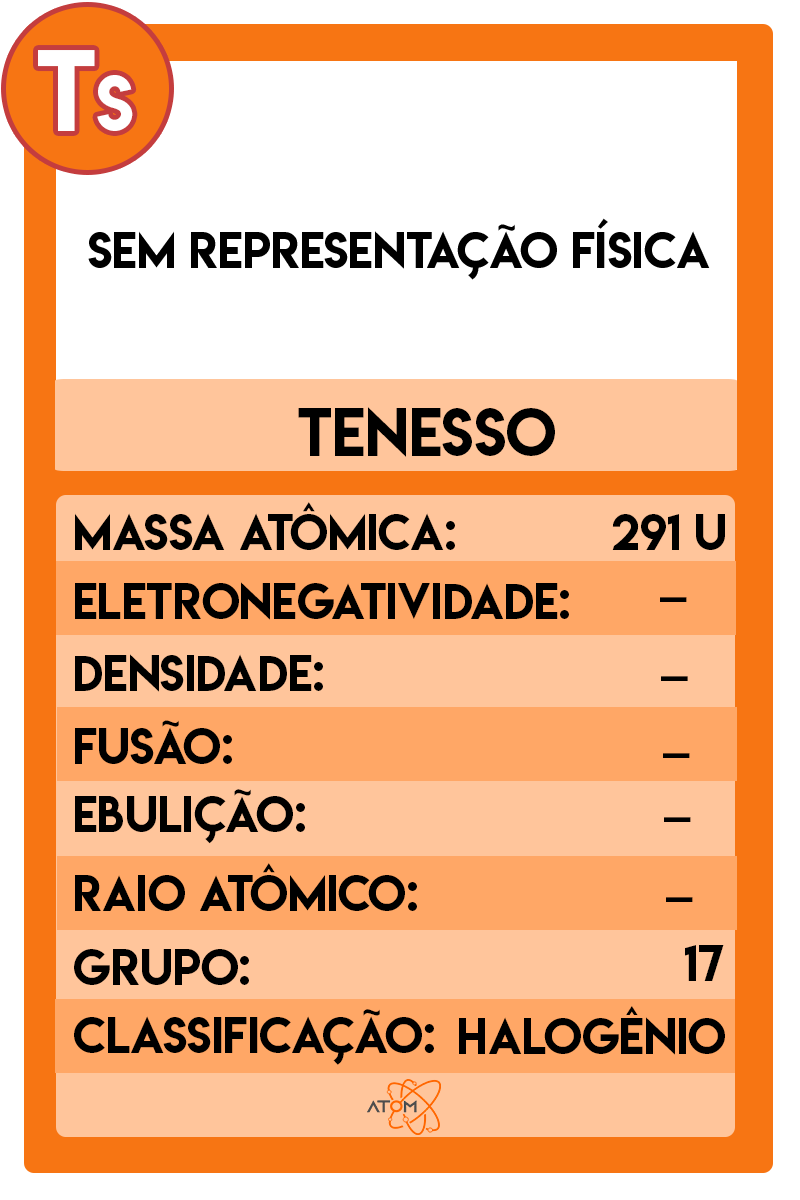 Ts
SEM REPRESENTAÇÃO FÍSICA
TENESSO
MASSA ATÔMICA: 291 U
ELETRONEGATIVIDADE: –
DENSIDADE: –
FUSÃO: –
EBULIÇÃO: –
RAIO ATÔMICO: –
GRUPO: 17
CLASSIFICAÇÃO: HALOGÊNIO
ATOM